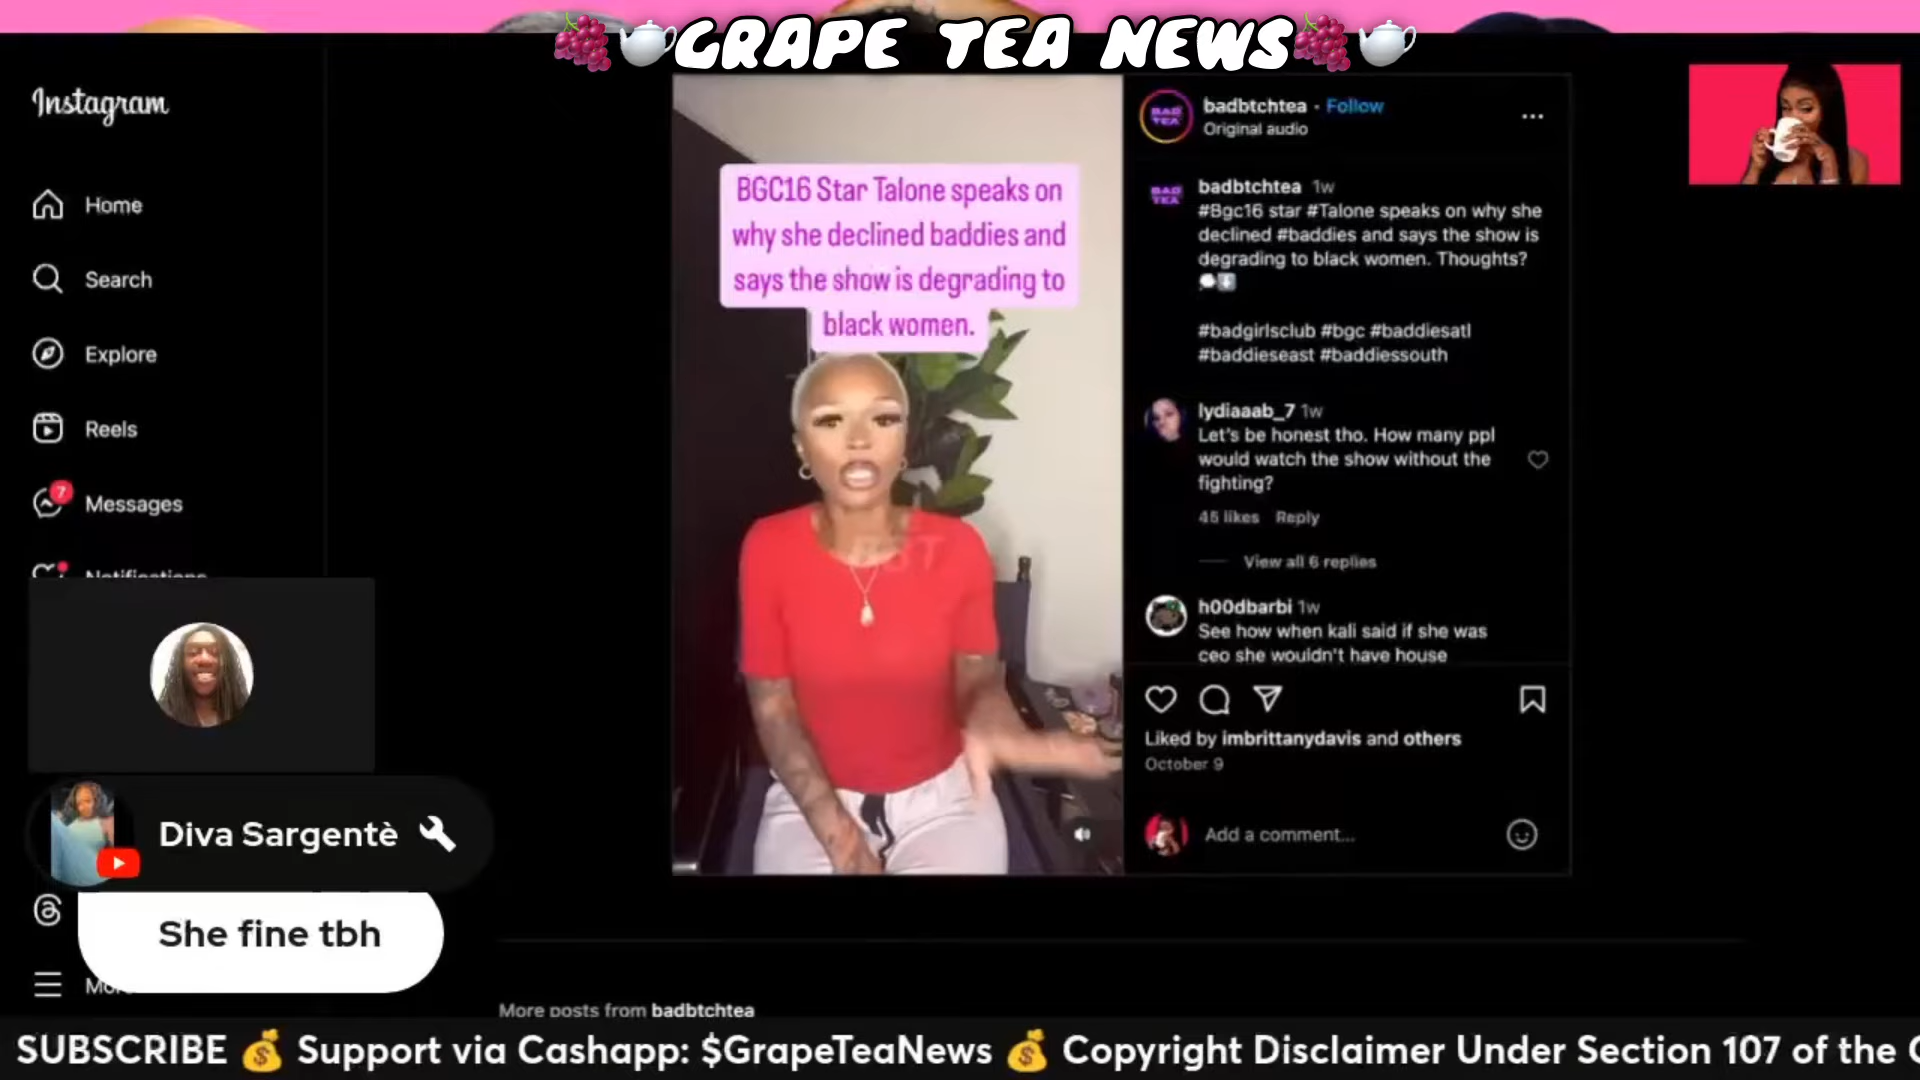 GRAPE TEA NEWS
Instagram
Home
Search
Explore
Reels
7
Messages
Notifications
Diva Sargentè
She fine tbh
BGC16 Star Talone speaks on
why she declined baddies and
says the show is degrading to
black women.
BAD
TEA
badbtchtea · Follow
Original audio
BAD
TEA
badbtchtea 1w
#Bgc16 star #Talone speaks on why she
declined #baddies and says the show is
degrading to black women. Thoughts?
#badgirlsclub #bgc #baddiesatl
#baddieseast #baddiessouth
lydiaaab_7 1w
Let's be honest tho. How many ppl
would watch the show without the
fighting?
45 likes Reply
View all 6 replies
h00dbarbi 1w
See how when kali said if she was
ceo she wouldn't have house
Liked by imbrittanydavis and others
October 9
Add a comment...
More posts from badbtchtea
SUBSCRIBE 💰 Support via Cashapp: $GrapeTeaNews 💰 Copyright Disclaimer Under Section 107 of the